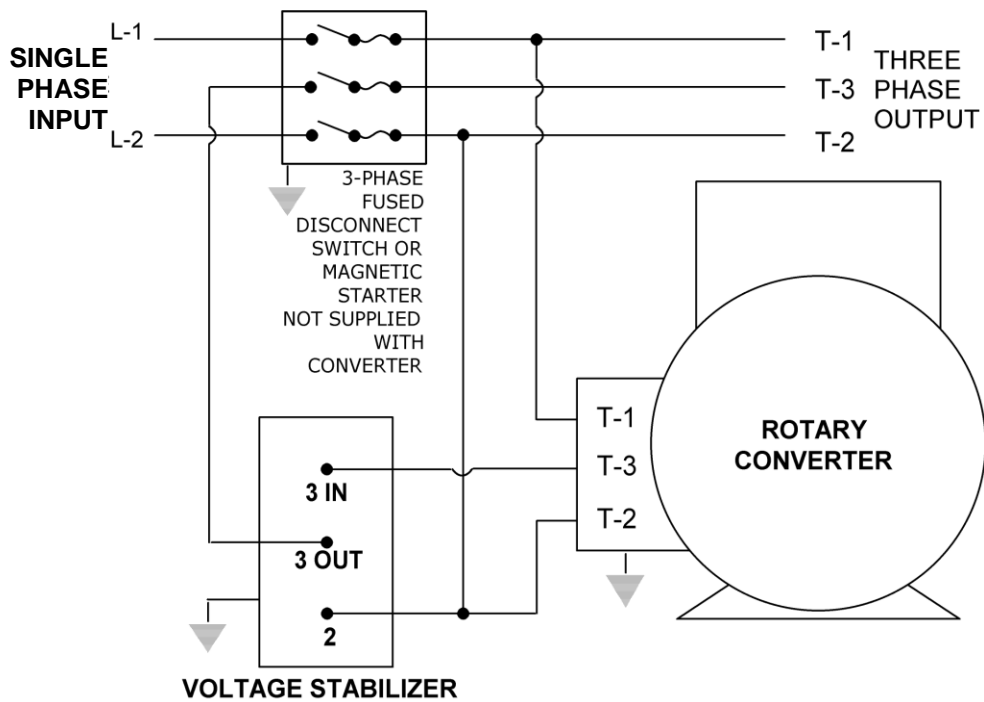 L-1
SINGLE
PHASE
INPUT
L-2
T-1
T-3
T-2
THREE
PHASE
OUTPUT
3-PHASE
FUSED
DISCONNECT
SWITCH OR
MAGNETIC
STARTER
NOT SUPPLIED
WITH
CONVERTER
T-1
T-3
T-2
ROTARY
CONVERTER
3 IN
3 OUT
2
VOLTAGE STABILIZER